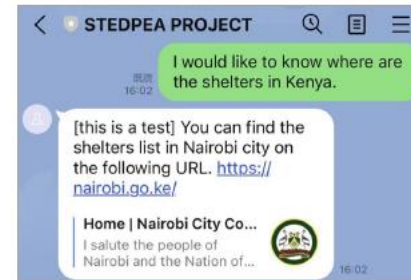 STEDPEA PROJECT
I would like to know where are
the shelters in Kenya.
既読
16:02
[this is a test] You can find the
shelters list in Nairobi city on
the following URL. https://
nairobi.go.ke/
Home | Nairobi City Co...
I salute the people of
Nairobi and the Nation of...
16:02